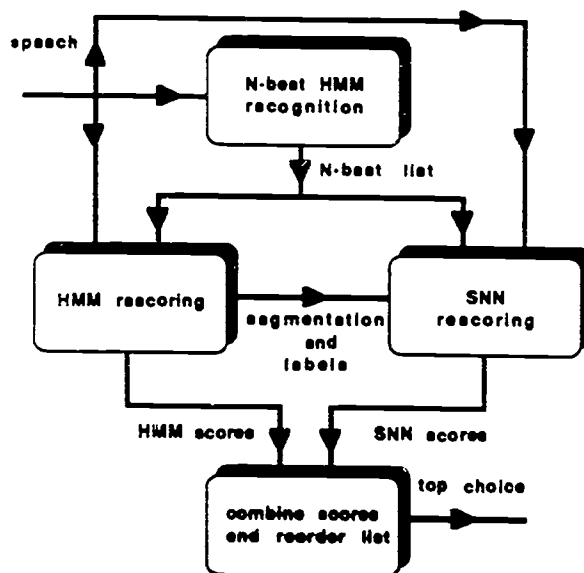 speech
N-best HMM
recognition
N-best list
HMM rescoring
SNN
rescoring
segmentation
and
labels
HMM scores
SNN scores
top choice
combine scores
and reorder list